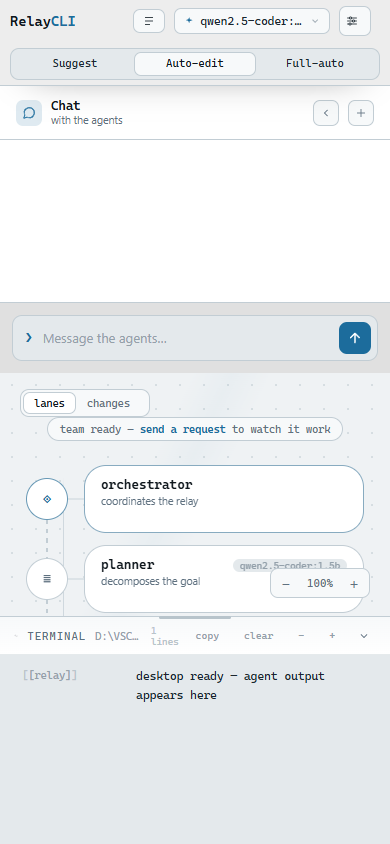 RelayCLI
qwen2.5-coder:…
Suggest
Auto-edit
Full-auto
Chat
with the agents
❯ Message the agents…
lanes
changes
team ready — send a request to watch it work
orchestrator
coordinates the relay
planner
qwen2.5-coder:1.5b
decomposes the goal
− 100% +
TERMINAL D:\VSC… 1 lines copy clear − +
[[relay]] desktop ready — agent output
appears here